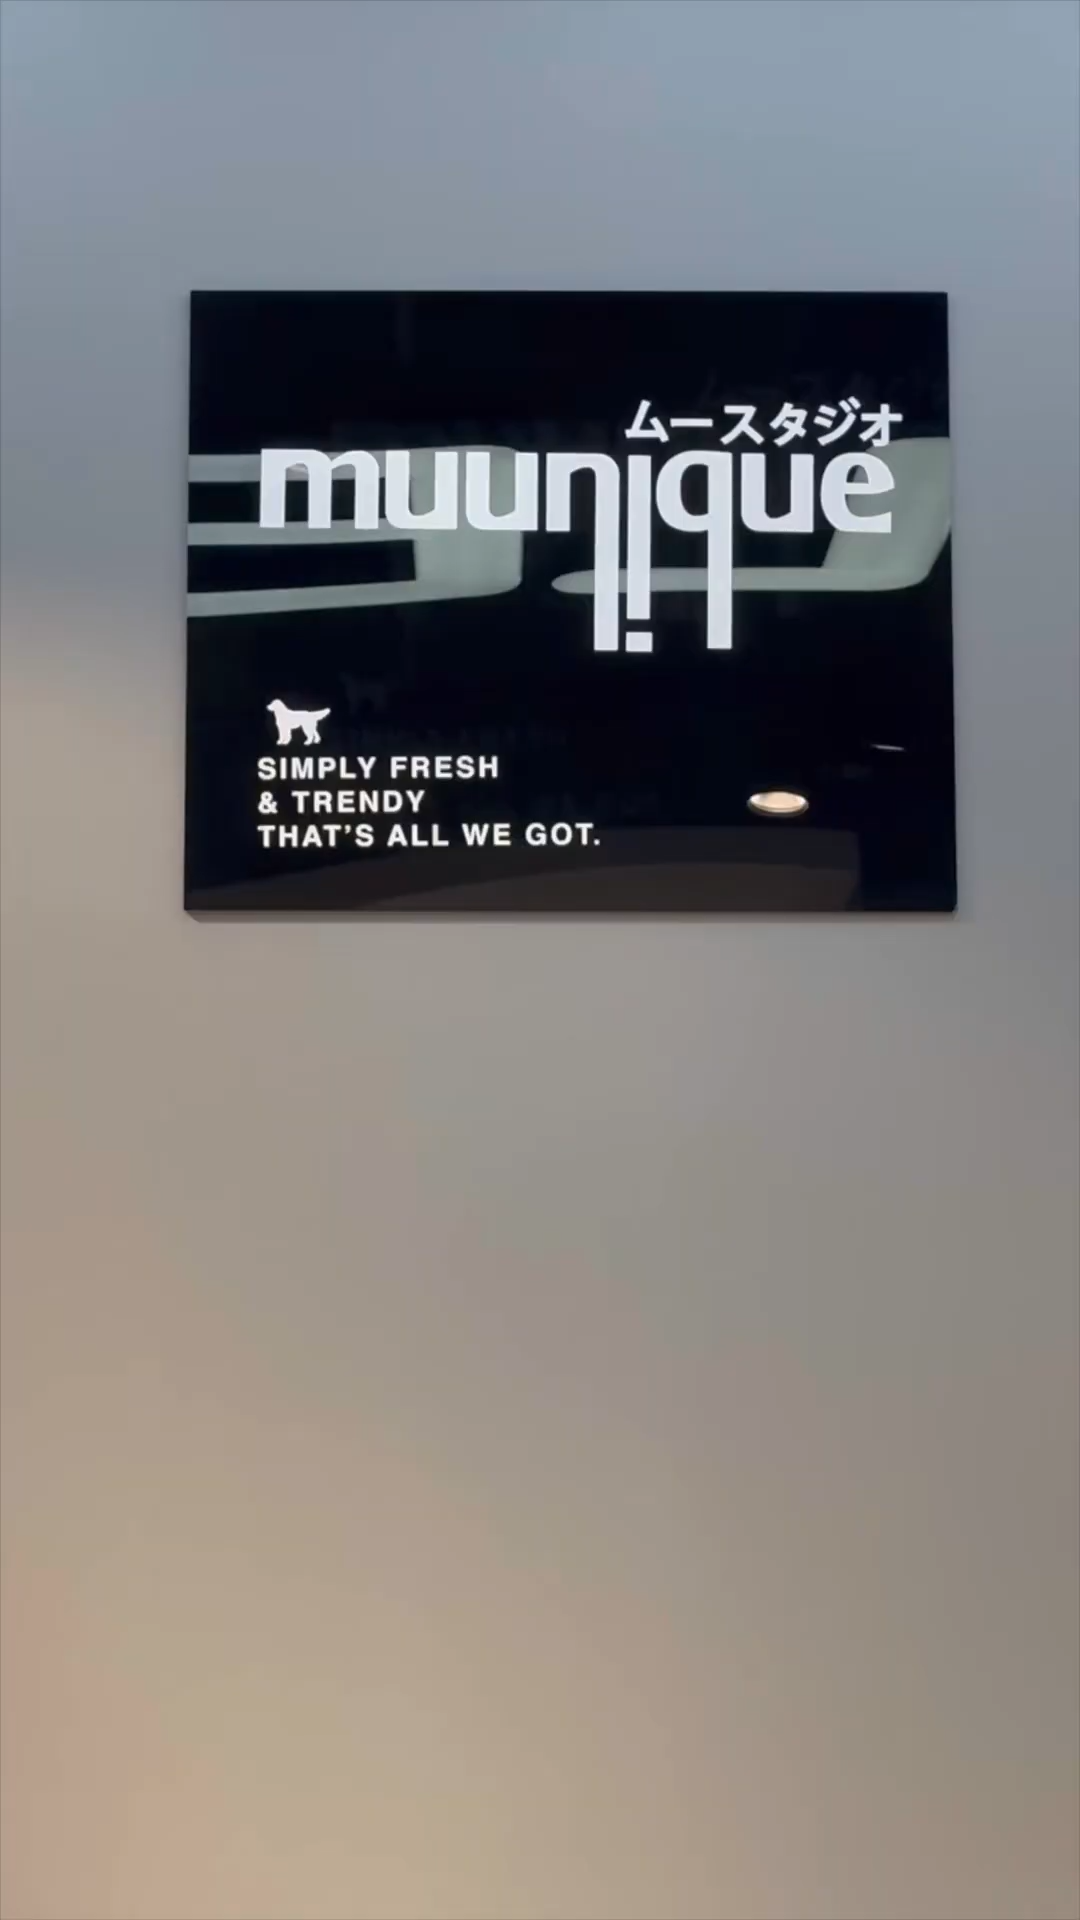 ムースタジオ
muunique
SIMPLY FRESH
& TRENDY
THAT'S ALL WE GOT.